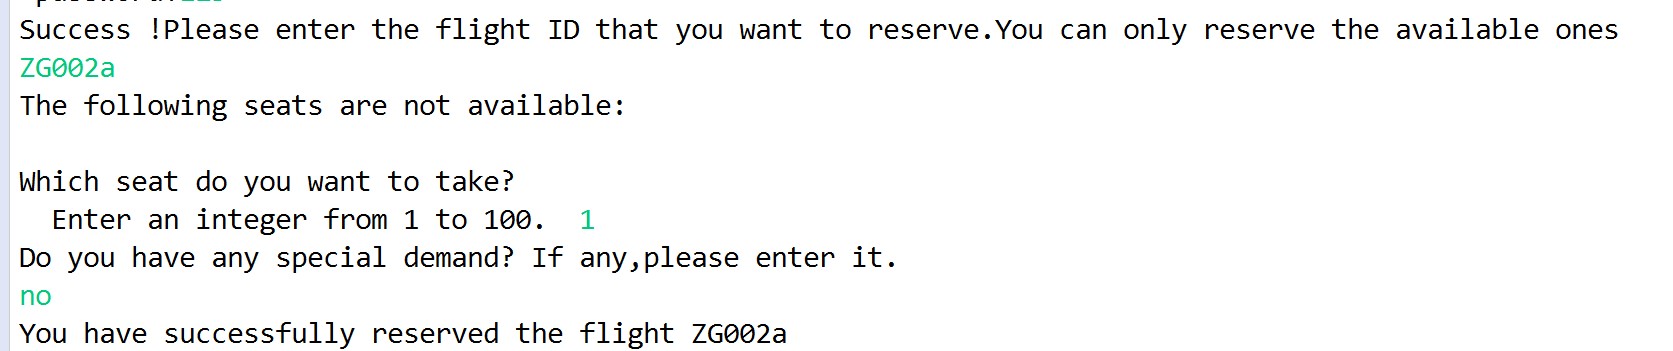 Success !Please enter the flight ID that you want to reserve.You can only reserve the available ones
ZG002a
The following seats are not available:
Which seat do you want to take?
Enter an integer from 1 to 100. 1
Do you have any special demand? If any,please enter it.
no
You have successfully reserved the flight ZG002a